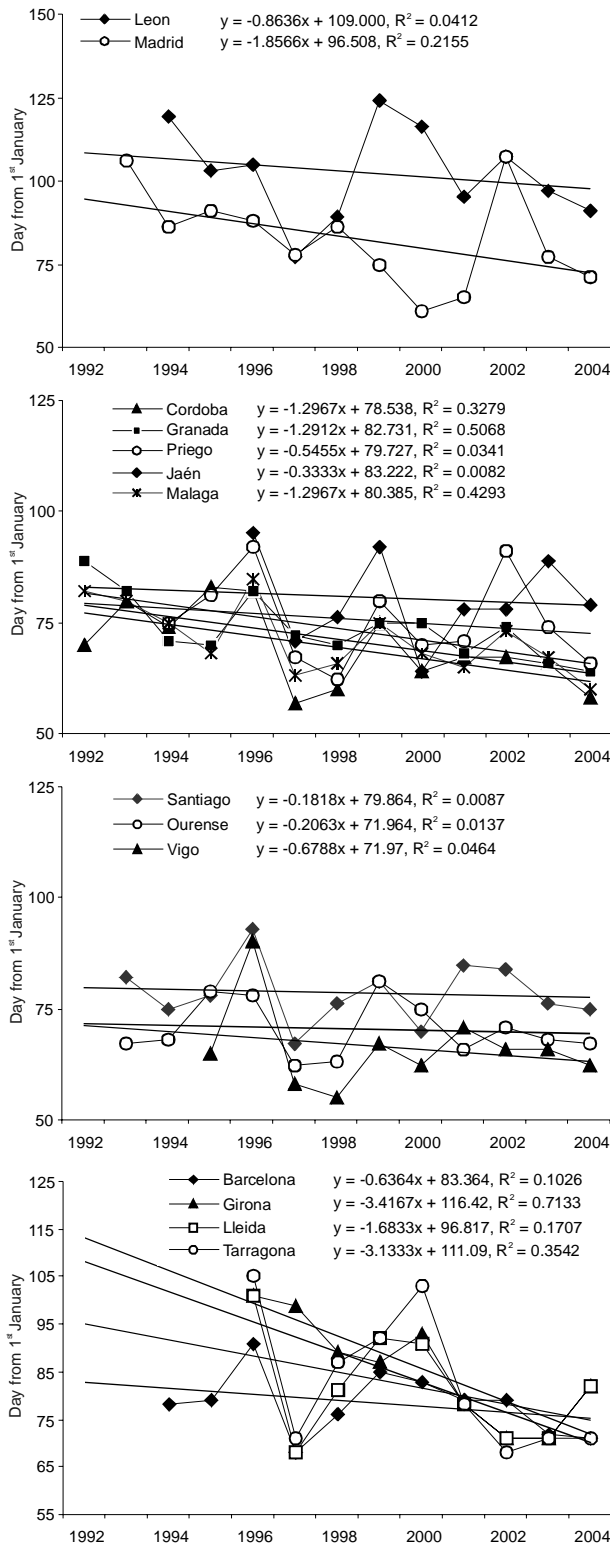 150
Leon y = -0.8636x + 109.000, R² = 0.0412
Madrid y = -1.8566x + 96.508, R² = 0.2155
125
100
75
50
Day from 1st January
1992 1994 1996 1998 2000 2002 2004
125
Cordoba y = -1.2967x + 78.538, R² = 0.3279
Granada y = -1.2912x + 82.731, R² = 0.5068
Priego y = -0.5455x + 79.727, R² = 0.0341
Jaén y = -0.3333x + 83.222, R² = 0.0082
Malaga y = -1.2967x + 80.385, R² = 0.4293
100
75
50
Day from 1st January
1992 1994 1996 1998 2000 2002 2004
125
Santiago y = -0.1818x + 79.864, R² = 0.0087
Ourense y = -0.2063x + 71.964, R² = 0.0137
Vigo y = -0.6788x + 71.97, R² = 0.0464
100
75
50
Day from 1st January
1992 1994 1996 1998 2000 2002 2004
125
Barcelona y = -0.6364x + 83.364, R² = 0.1026
Girona y = -3.4167x + 116.42, R² = 0.7133
Lleida y = -1.6833x + 96.817, R² = 0.1707
Tarragona y = -3.1333x + 111.09, R² = 0.3542
115
105
95
85
75
65
55
Day from 1st January
1992 1994 1996 1998 2000 2002 2004